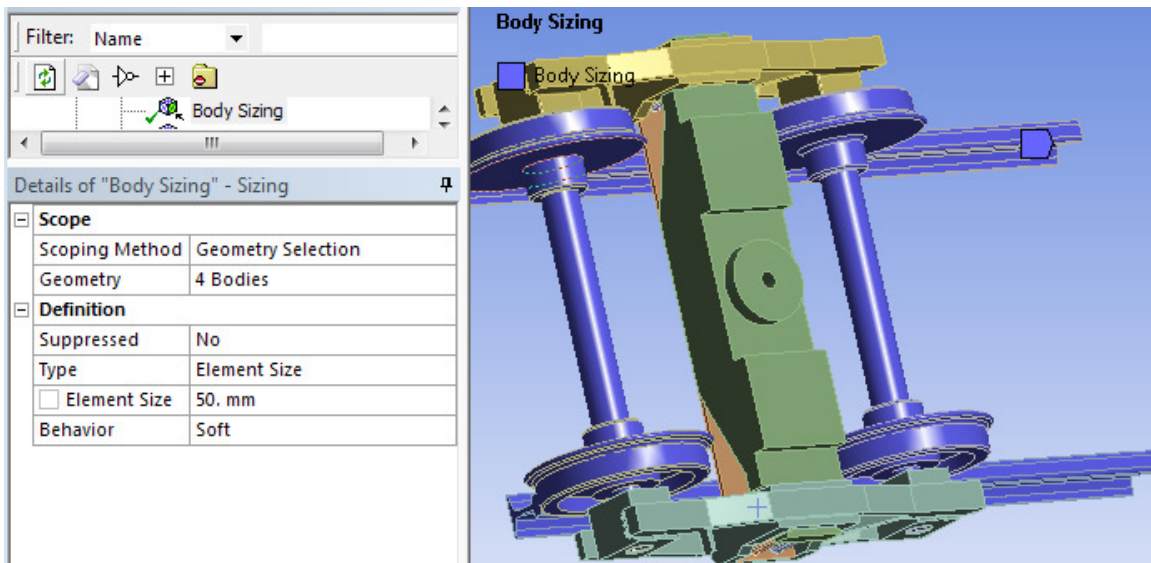 Filter: Name
Body Sizing
Details of "Body Sizing" - Sizing
Scope
Scoping Method Geometry Selection
Geometry 4 Bodies
Definition
Suppressed No
Type Element Size
Element Size 50. mm
Behavior Soft
Body Sizing
Body Sizing